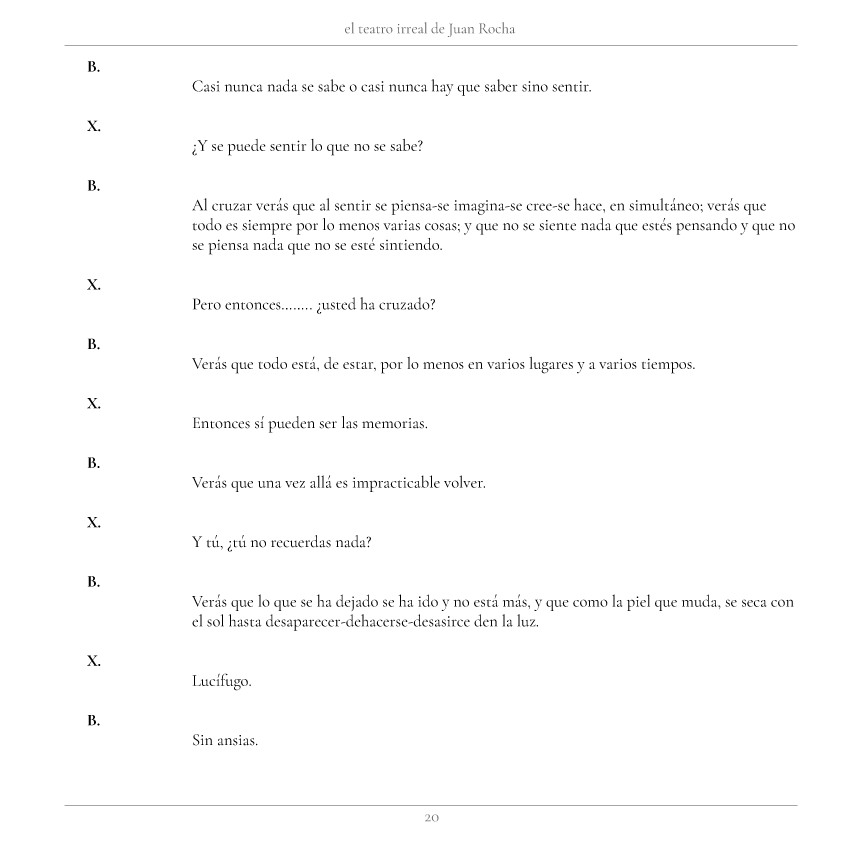 el teatro irreal de Juan Rocha
B.
Casi nunca nada se sabe o casi nunca hay que saber sino sentir.
X.
¿Y se puede sentir lo que no se sabe?
B.
Al cruzar verás que al sentir se piensa-se imagina-se cree-se hace, en simultáneo; verás que
todo es siempre por lo menos varias cosas; y que no se siente nada que estés pensando y que no
se piensa nada que no se esté sintiendo.
X.
Pero entonces........ ¿usted ha cruzado?
B.
Verás que todo está, de estar, por lo menos en varios lugares y a varios tiempos.
X.
Entonces sí pueden ser las memorias.
B.
Verás que una vez allá es impracticable volver.
X.
Y tú, ¿tú no recuerdas nada?
B.
Verás que lo que se ha dejado se ha ido y no está más, y que como la piel que muda, se seca con
el sol hasta desaparecer-dehacerse-desasirce den la luz.
X.
Lucífugo.
B.
Sin ansias.
20